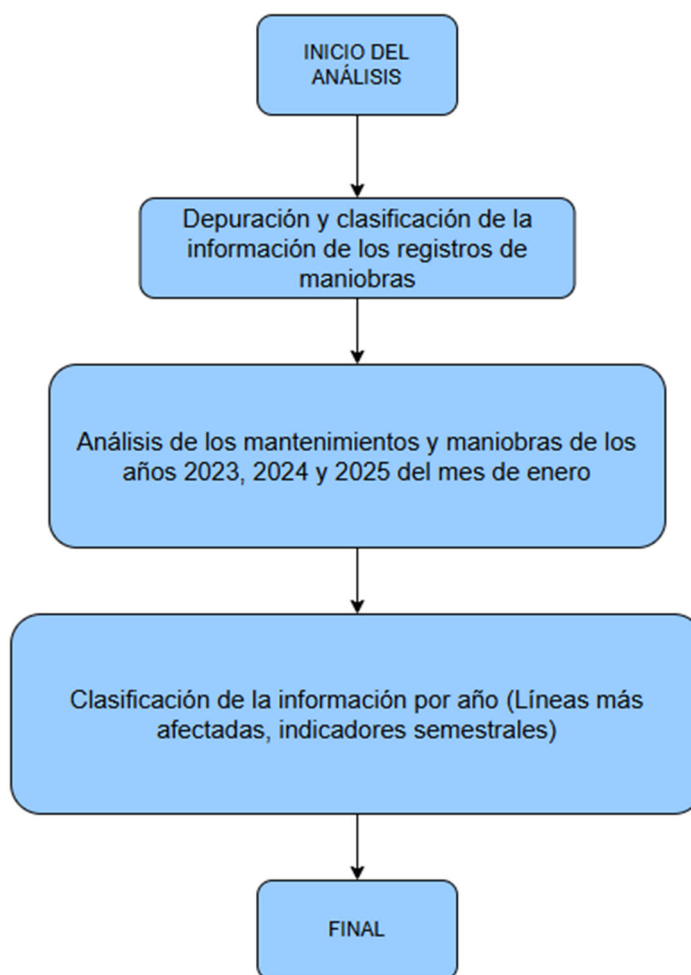 INICIO DEL
ANÁLISIS
Depuración y clasificación de la
información de los registros de
maniobras
Análisis de los mantenimientos y maniobras de los
años 2023, 2024 y 2025 del mes de enero
Clasificación de la información por año (Líneas más
afectadas, indicadores semestrales)
FINAL